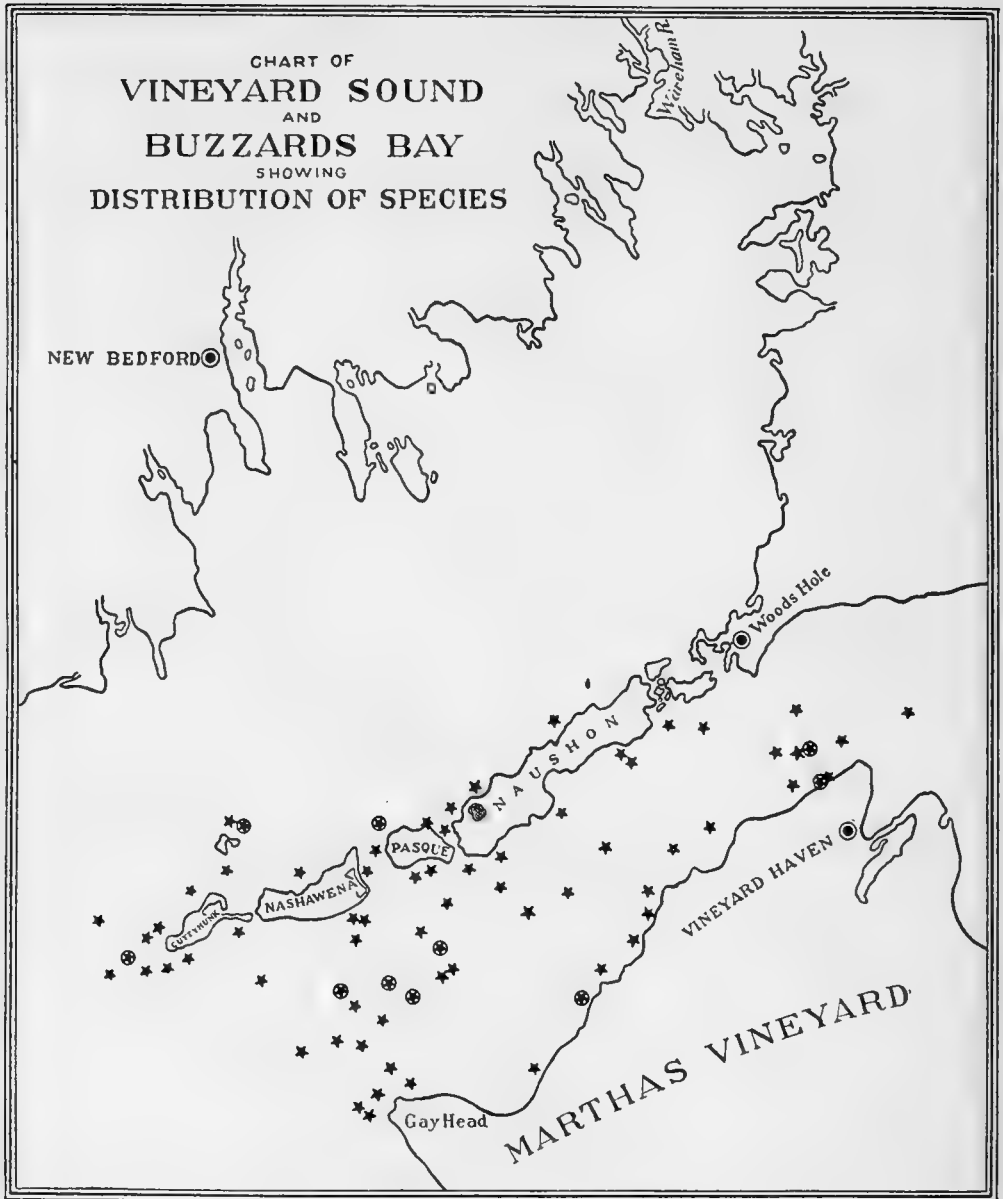 CHART OF
VINEYARD SOUND
AND
BUZZARDS BAY
SHOWING
DISTRIBUTION OF SPECIES
Wareham R.
NEW BEDFORD
Woods Hole
NAUSHON
PASQUE
NASHAWENA
CUTTYHUNK
VINEYARD HAVEN
MARTHAS VINEYARD
Gay Head